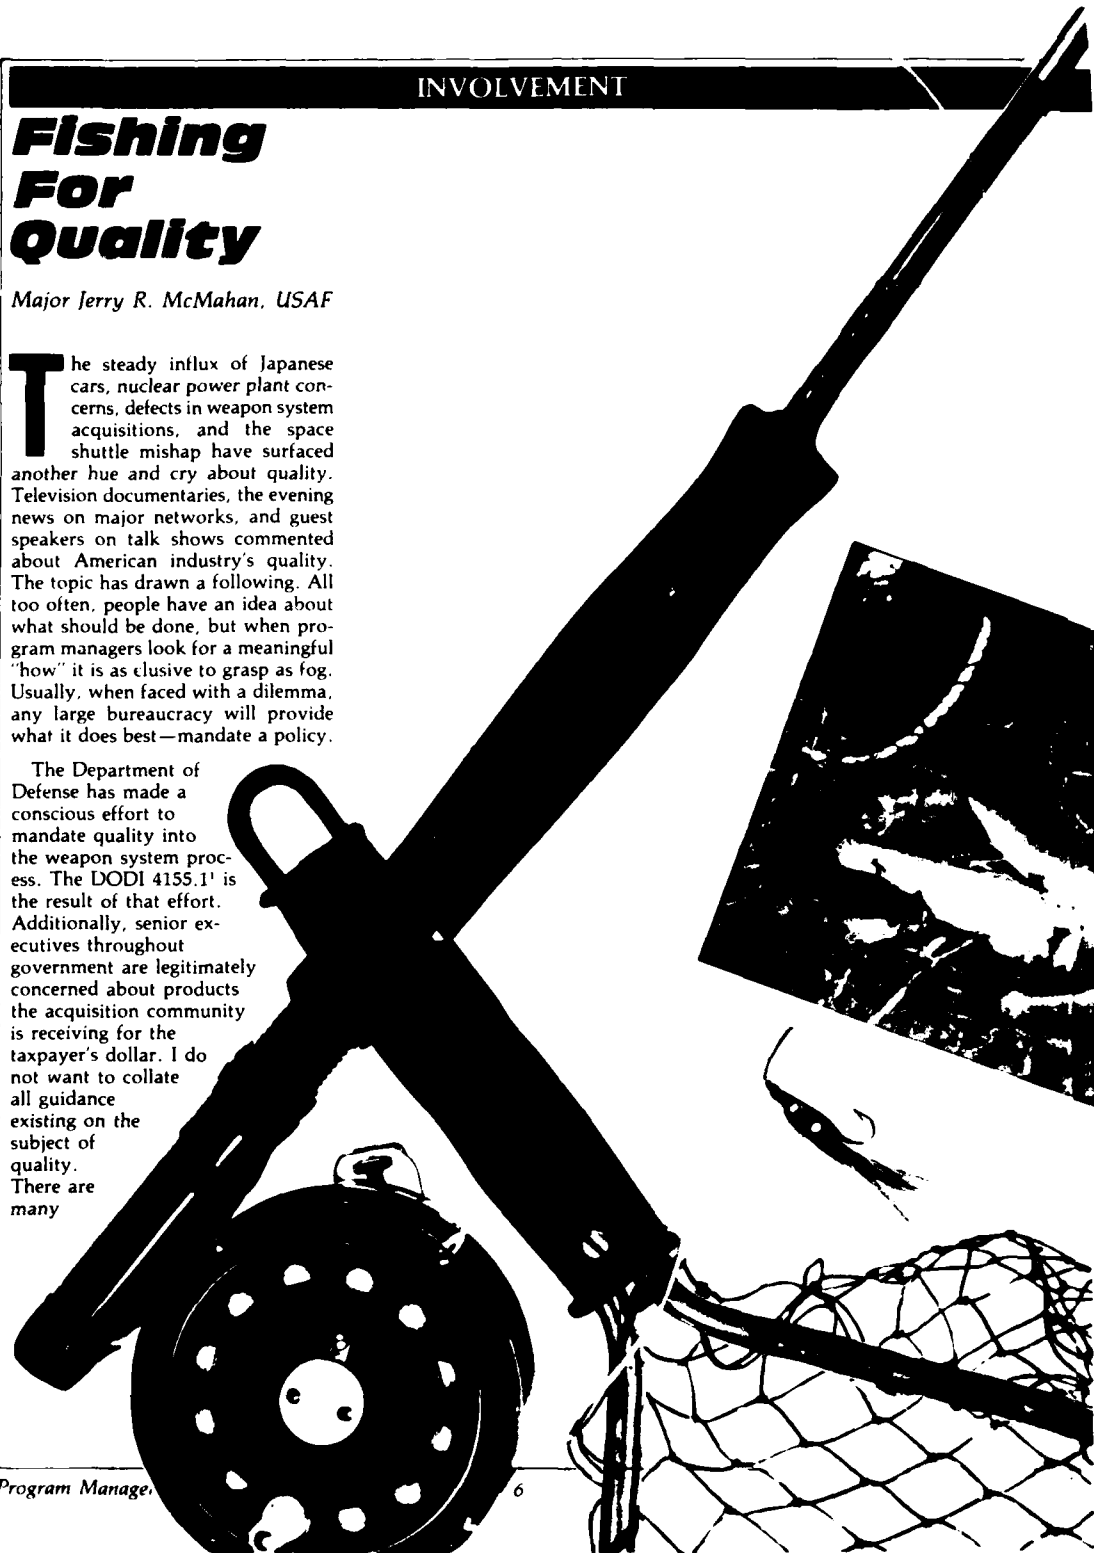 INVOLVEMENT
Fishing
For
Quality
Major Jerry R. McMahan, USAF
The steady influx of Japanese
cars, nuclear power plant con-
cerns, defects in weapon system
acquisitions, and the space
shuttle mishap have surfaced
another hue and cry about quality.
Television documentaries, the evening
news on major networks, and guest
speakers on talk shows commented
about American industry's quality.
The topic has drawn a following. All
too often, people have an idea about
what should be done, but when pro-
gram managers look for a meaningful
"how" it is as elusive to grasp as fog.
Usually, when faced with a dilemma,
any large bureaucracy will provide
what it does best—mandate a policy.
The Department of
Defense has made a
conscious effort to
mandate quality into
the weapon system proc-
ess. The DODI 4155.1¹ is
the result of that effort.
Additionally, senior ex-
ecutives throughout
government are legitimately
concerned about products
the acquisition community
is receiving for the
taxpayer's dollar. I do
not want to collate
all guidance
existing on the
subject of
quality.
There are
many
Program Manage
6